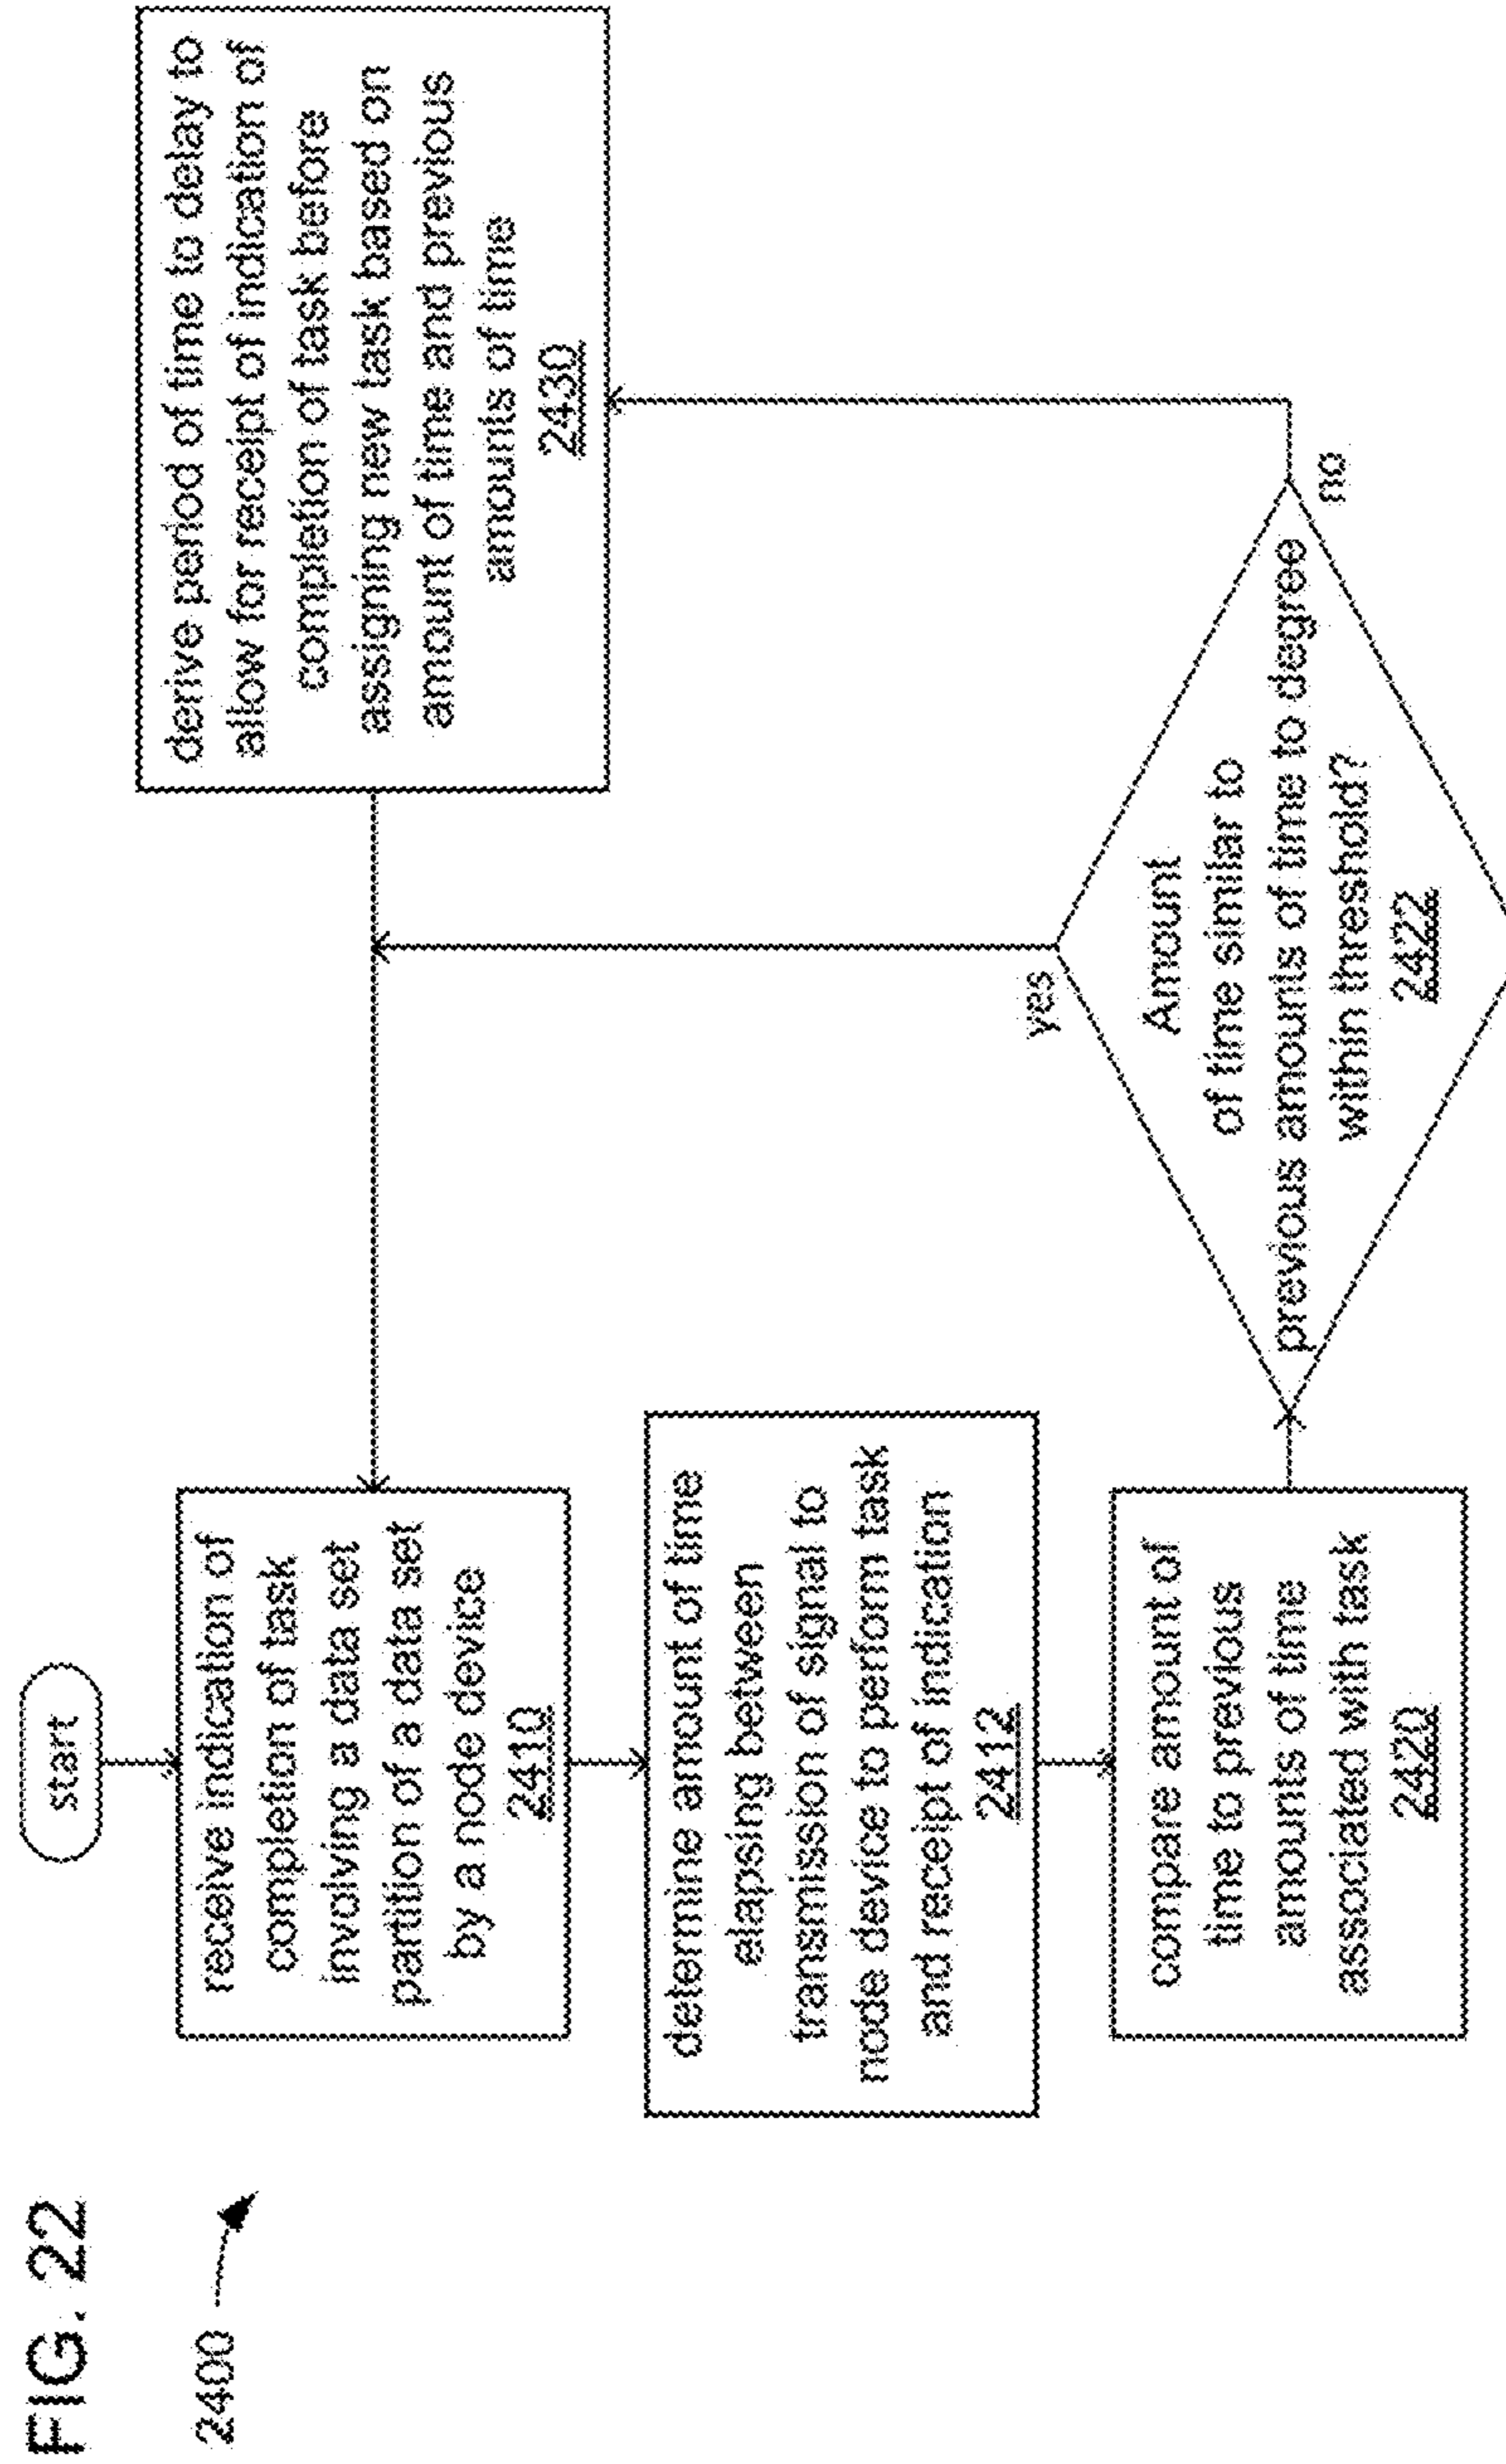 FIG. 22
2400
start
receive indication of
completion of task
involving a data set
partition of a data set
by a node device
2410
determine amount of time
elapsing between
transmission of signal to
node device to perform task
and receipt of indication
2412
compare amount of
time to previous
amounts of time
associated with task
2420
Amount
of time similar to
previous amounts of time to degree
within threshold?
2422
yes
no
derive period of time to delay to
allow for receipt of indication of
completion of task before
assigning new task based on
amount of time and previous
amounts of time
2430